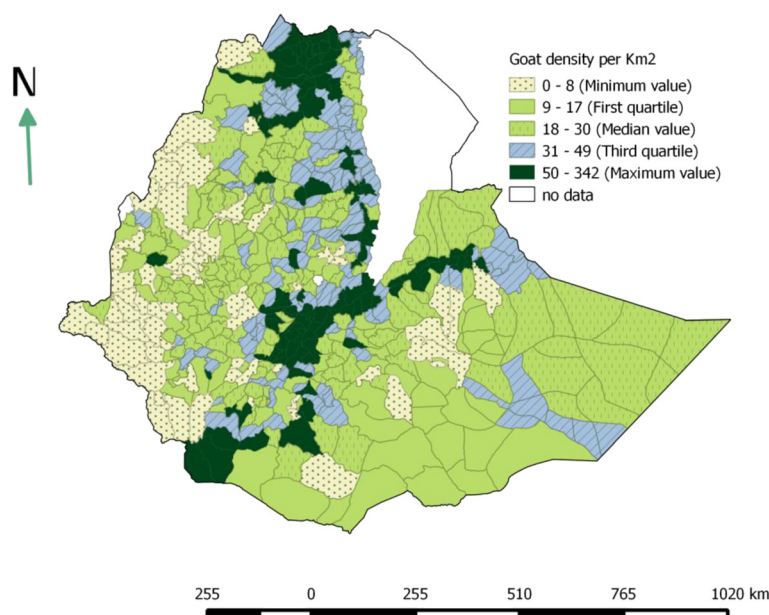 N
Goat density per Km2
0 - 8 (Minimum value)
9 - 17 (First quartile)
18 - 30 (Median value)
31 - 49 (Third quartile)
50 - 342 (Maximum value)
no data
255 0 255 510 765 1020 km